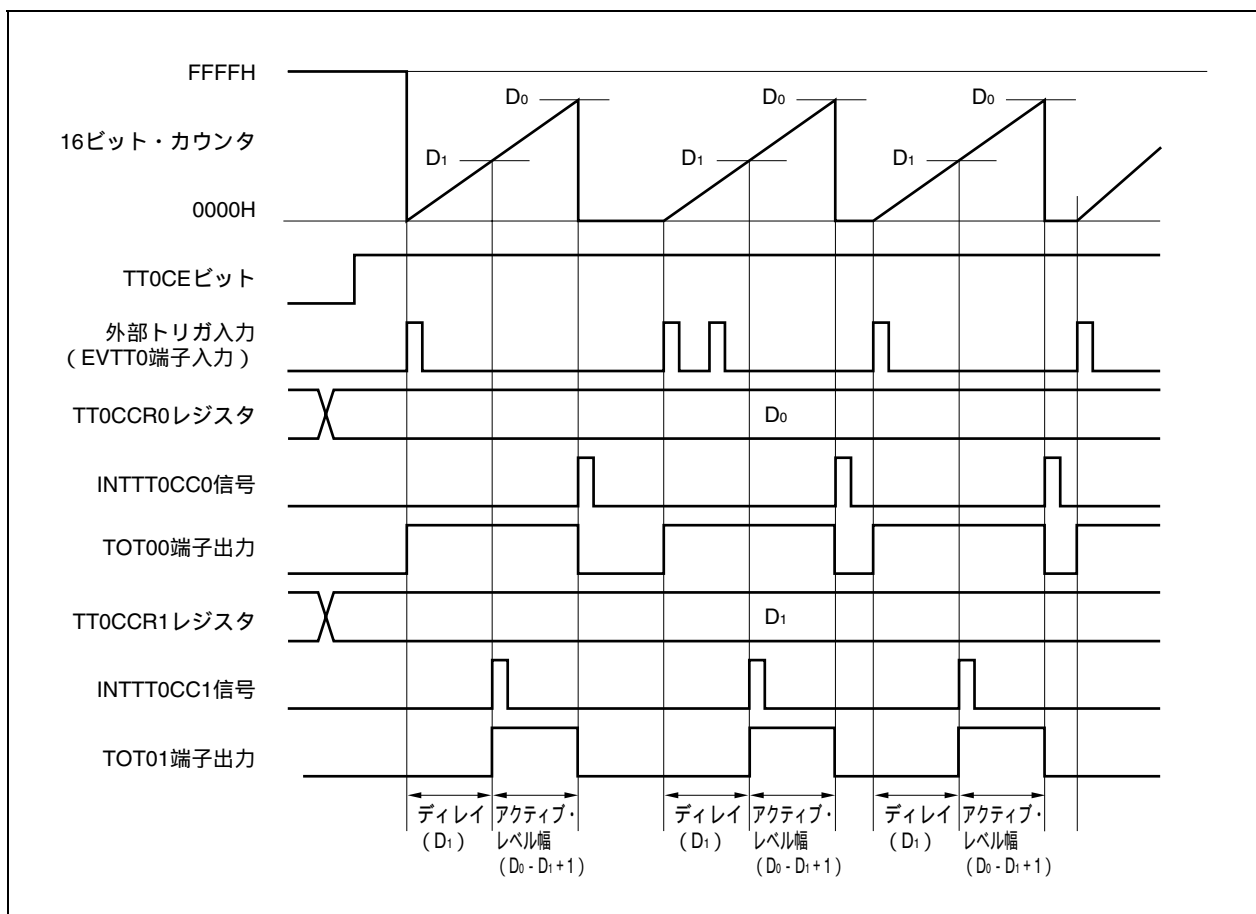 FFFFH
D₀ D₀ D₀
16ビット・カウンタ
D₁ D₁ D₁
0000H
TT0CEビット
外部トリガ入力
（EVTT0端子入力）
TT0CCR0レジスタ D₀
INTTT0CC0信号
TOT00端子出力
TT0CCR1レジスタ D₁
INTTT0CC1信号
TOT01端子出力
ディレイ
（D₁）
アクティブ・
レベル幅
（D₀ - D₁+1）
ディレイ
（D₁）
アクティブ・
レベル幅
（D₀ - D₁+1）
ディレイ
（D₁）
アクティブ・
レベル幅
（D₀ - D₁+1）